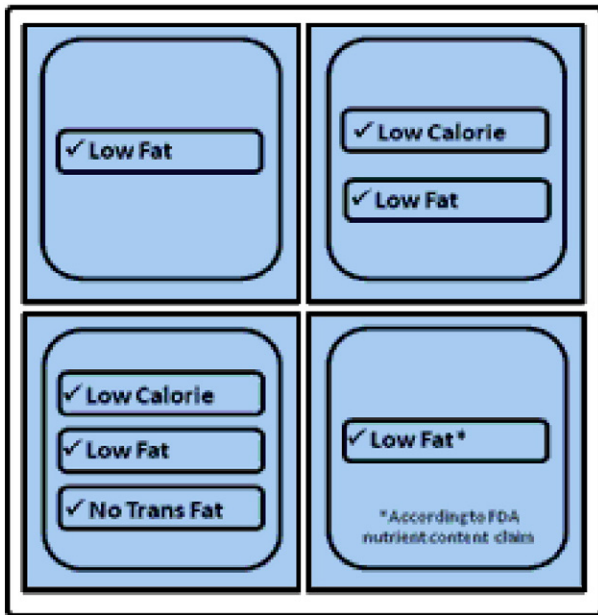 ✓ Low Fat
✓ Low Calorie
✓ Low Fat
✓ Low Calorie
✓ Low Fat
✓ No Trans Fat
✓ Low Fat*
*According to FDA
nutrient content claim